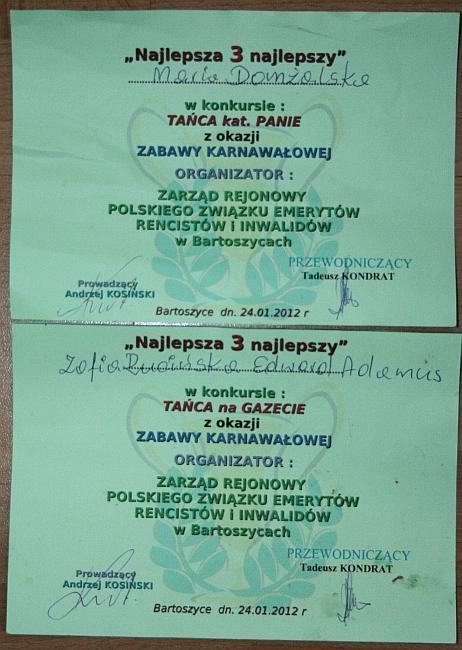 „Najlepsza 3 najlepszy”
Maria Domżalska
w konkursie :
TAŃCA kat. PANIE
z okazji
ZABAWY KARNAWAŁOWEJ
ORGANIZATOR :
ZARZĄD REJONOWY
POLSKIEGO ZWIĄZKU EMERYTÓW
RENCISTÓW i INWALIDÓW
w Bartoszycach
PRZEWODNICZĄCY
Tadeusz KONDRAT
Prowadzący
Andrzej KOSIŃSKI
Bartoszyce dn. 24.01.2012 r
„Najlepsza 3 najlepszy”
Zofia Edward Adamus
w konkursie :
TAŃCA na GAZECIE
z okazji
ZABAWY KARNAWAŁOWEJ
ORGANIZATOR :
ZARZĄD REJONOWY
POLSKIEGO ZWIĄZKU EMERYTÓW
RENCISTÓW i INWALIDÓW
w Bartoszycach
PRZEWODNICZĄCY
Tadeusz KONDRAT
Prowadzący
Andrzej KOSIŃSKI
Bartoszyce dn. 24.01.2012 r